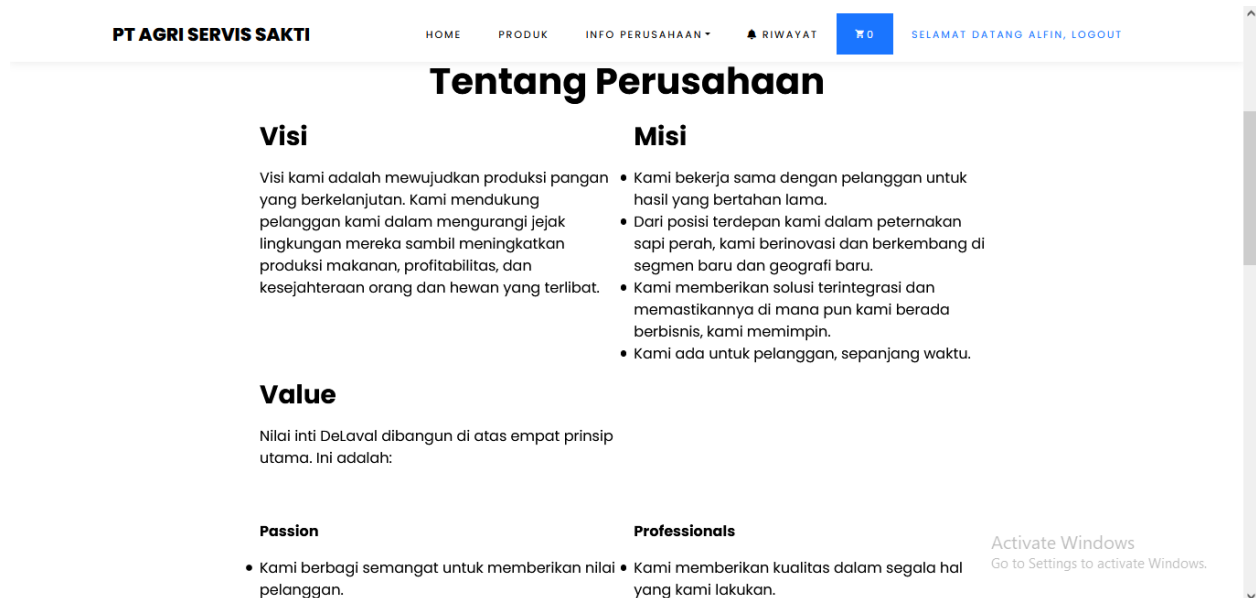 PT AGRI SERVIS SAKTI
HOME PRODUK INFO PERUSAHAAN RIWAYAT 0 SELAMAT DATANG ALFIN, LOGOUT
Tentang Perusahaan
Visi
Visi kami adalah mewujudkan produksi pangan
yang berkelanjutan. Kami mendukung
pelanggan kami dalam mengurangi jejak
lingkungan mereka sambil meningkatkan
produksi makanan, profitabilitas, dan
kesejahteraan orang dan hewan yang terlibat.
Misi
• Kami bekerja sama dengan pelanggan untuk
hasil yang bertahan lama.
• Dari posisi terdepan kami dalam peternakan
sapi perah, kami berinovasi dan berkembang di
segmen baru dan geografi baru.
• Kami memberikan solusi terintegrasi dan
memastikannya di mana pun kami berada
berbisnis, kami memimpin.
• Kami ada untuk pelanggan, sepanjang waktu.
Value
Nilai inti DeLaval dibangun di atas empat prinsip
utama. Ini adalah:
Passion
• Kami berbagi semangat untuk memberikan nilai
pelanggan.
Professionals
• Kami memberikan kualitas dalam segala hal
yang kami lakukan.
Activate Windows
Go to Settings to activate Windows.